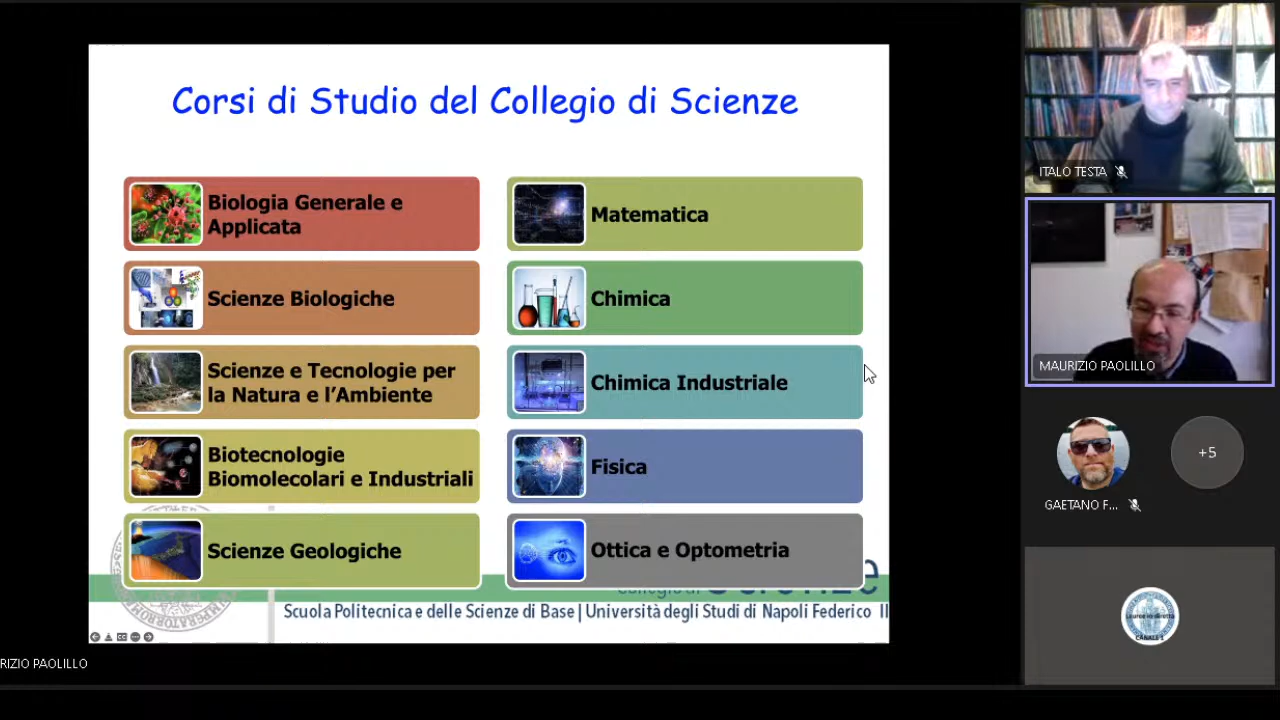 Corsi di Studio del Collegio di Scienze
Biologia Generale e
Applicata
Scienze Biologiche
Scienze e Tecnologie per
la Natura e l'Ambiente
Biotecnologie
Biomolecolari e Industriali
Scienze Geologiche
Matematica
Chimica
Chimica Industriale
Fisica
Ottica e Optometria
Scuola Politecnica e delle Scienze di Base | Università degli Studi di Napoli Federico II
RIZIO PAOLILLO
ITALO TESTA
MAURIZIO PAOLILLO
+5
GAETANO F...
CANALE 1